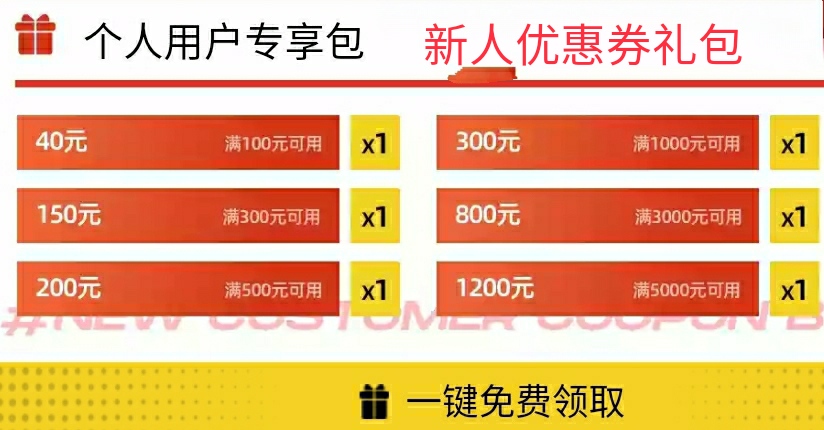 个人用户专享包 新人优惠券礼包
40元 满100元可用 x1 300元 满1000元可用 x1
150元 满300元可用 x1 800元 满3000元可用 x1
200元 满500元可用 x1 1200元 满5000元可用 x1
#NEW CUSTOMER COUPON B
一键免费领取